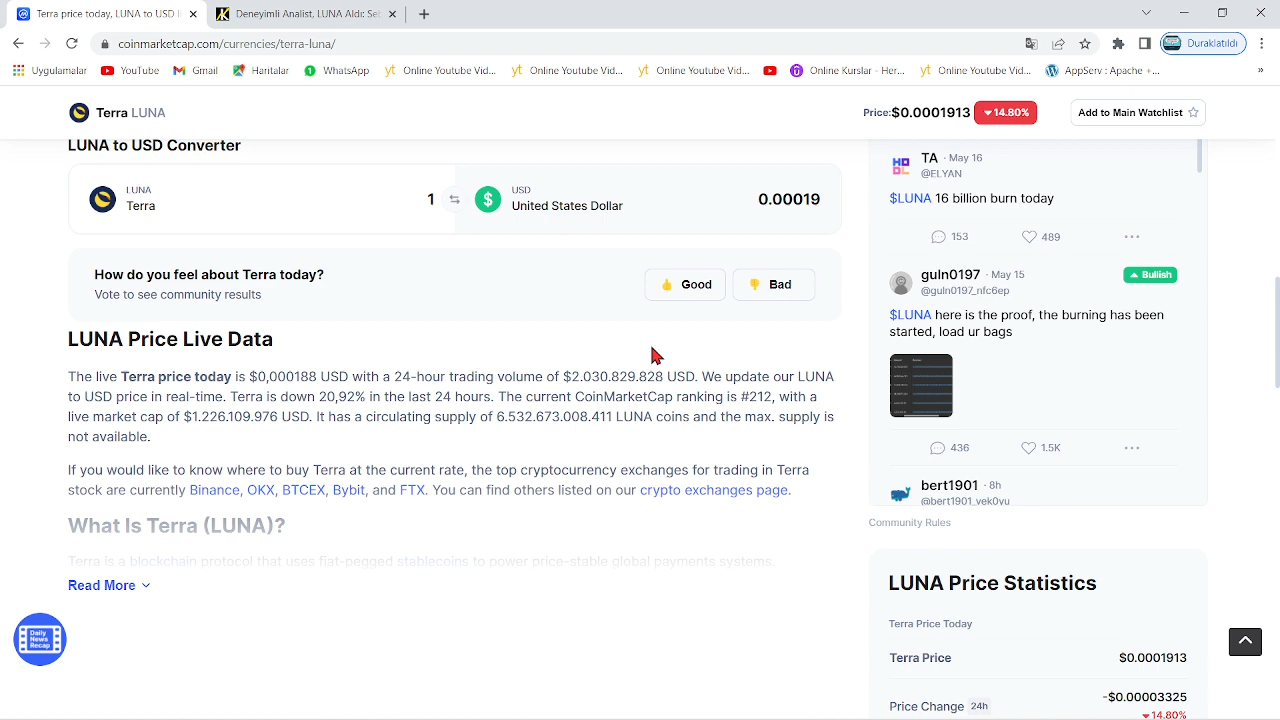 Terra price today, LUNA to USD
Deneyimli Analist, LUNA Aldı: Se
coinmarketcap.com/currencies/terra-luna/
Duraklatıldı
Uygulamalar
YouTube
Gmail
Haritalar
WhatsApp
Online Youtube Vid...
Online Youtube Vid...
Online Youtube Vid...
Online Kurslar - Her...
Online Youtube Vid...
AppServ : Apache +...
»
Terra LUNA
Price:$0.0001913
14.80%
Add to Main Watchlist
LUNA to USD Converter
LUNA
Terra
1
USD
United States Dollar
0.00019
How do you feel about Terra today?
Vote to see community results
Good
Bad
LUNA Price Live Data
The live Terra price today is $0,000188 USD with a 24-hour trading volume of $2.030.829.328 USD. We update our LUNA
to USD price in real-time. Terra is down 20,92% in the last 24 hours. The current CoinMarketCap ranking is #212, with a
live market cap of $1.226.109.976 USD. It has a circulating supply of 6.532.673.008.411 LUNA coins and the max. supply is
not available.
If you would like to know where to buy Terra at the current rate, the top cryptocurrency exchanges for trading in Terra
stock are currently Binance, OKX, BTCEX, Bybit, and FTX. You can find others listed on our crypto exchanges page.
What Is Terra (LUNA)?
Terra is a blockchain protocol that uses fiat-pegged stablecoins to power price-stable global payments systems.
Read More
Daily
News
Recap
TA · May 16
@ELYAN
$LUNA 16 billion burn today
153
489
guln0197 · May 15
@guln0197_nfc6ep
Bullish
$LUNA here is the proof, the burning has been
started, load ur bags
436
1.5K
bert1901 · 8h
@bert1901_vek0yu
Community Rules
LUNA Price Statistics
Terra Price Today
Terra Price
$0.0001913
Price Change 24h
-$0.00003325
14.80%